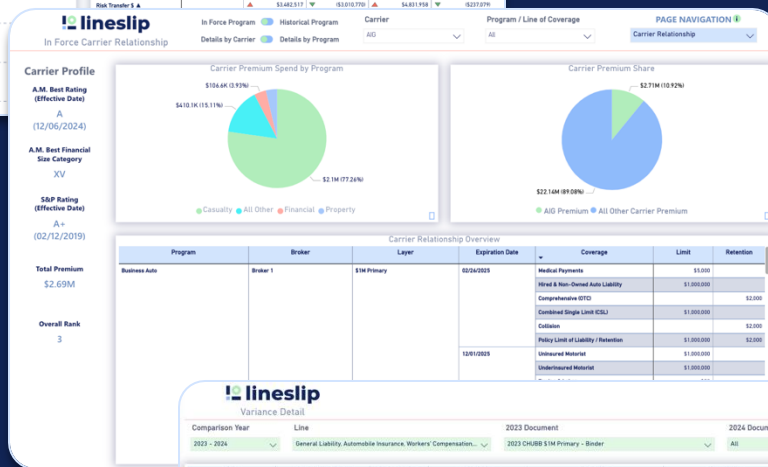 Risk Transfer $ ▲ $3,482,517 ($3,010,770) $4,831,958 ($237,079)
lineslip
In Force Carrier Relationship
In Force Program Historical Program
Details by Carrier Details by Program
Carrier
AIG
Program / Line of Coverage
All
PAGE NAVIGATION
Carrier Relationship
Carrier Profile
A.M. Best Rating
(Effective Date)
A
(12/06/2024)
A.M. Best Financial
Size Category
XV
S&P Rating
(Effective Date)
A+
(02/12/2019)
Total Premium
$2.69M
Overall Rank
3
Carrier Premium Spend by Program
$106.6K (3.93%)
$410.1K (15.11%)
$2.1M (77.26%)
Casualty All Other Financial Property
Carrier Premium Share
$2.71M (10.92%)
$22.14M (89.08%)
AIG Premium All Other Carrier Premium
Carrier Relationship Overview
Program Broker Layer Expiration Date Coverage Limit Retention
Business Auto Broker 1 $1M Primary 02/26/2025 Medical Payments $5,000
Hired & Non-Owned Auto Liability $1,000,000
Comprehensive (OTC) $2,000
Combined Single Limit (CSL) $1,000,000
Collision $2,000
Policy Limit of Liability / Retention $1,000,000 $2,000
12/01/2025 Uninsured Motorist $1,000,000
Underinsured Motorist $1,000,000
lineslip
Variance Detail
Comparison Year
2023 - 2024
Line
General Liability, Automobile Insurance, Workers' Compensation...
2023 Document
2023 CHUBB $1M Primary - Binder
2024 Docu
All